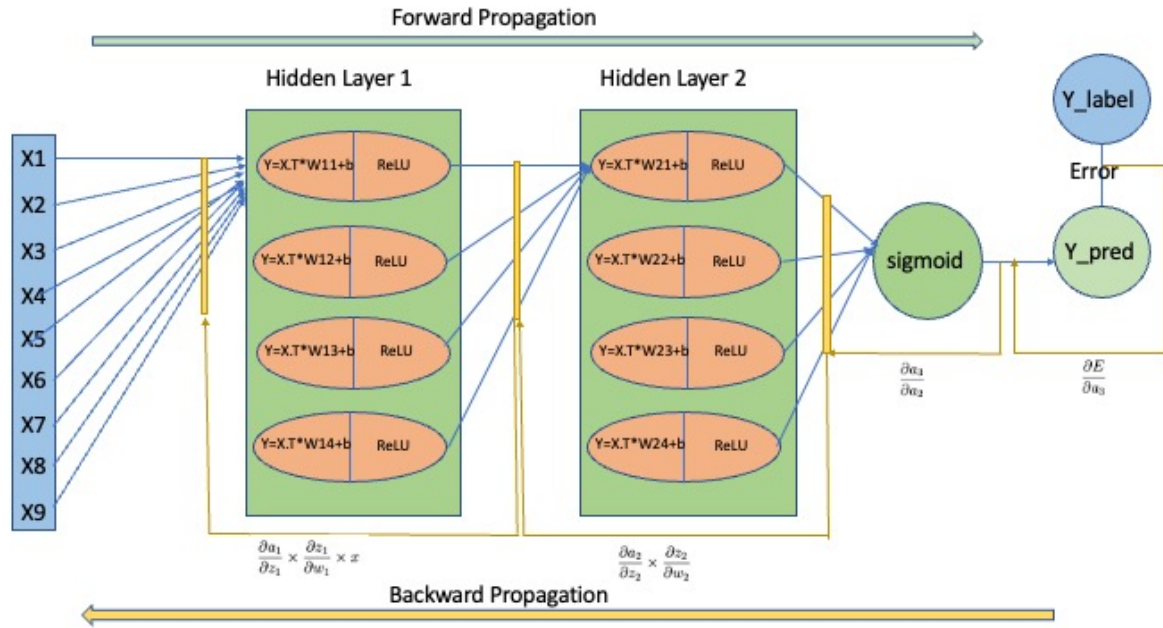 Forward Propagation
Hidden Layer 1
Hidden Layer 2
Y_label
X1
X2
X3
X4
X5
X6
X7
X8
X9
Y=X.T*W11+b ReLU
Y=X.T*W12+b ReLU
Y=X.T*W13+b ReLU
Y=X.T*W14+b ReLU
Y=X.T*W21+b ReLU
Y=X.T*W22+b ReLU
Y=X.T*W23+b ReLU
Y=X.T*W24+b ReLU
sigmoid
Error
Y_pred
∂a₃/∂a₂
∂E/∂a₃
∂a₁/∂z₁ × ∂z₁/∂w₁ × x
∂a₂/∂z₂ × ∂z₂/∂w₂
Backward Propagation